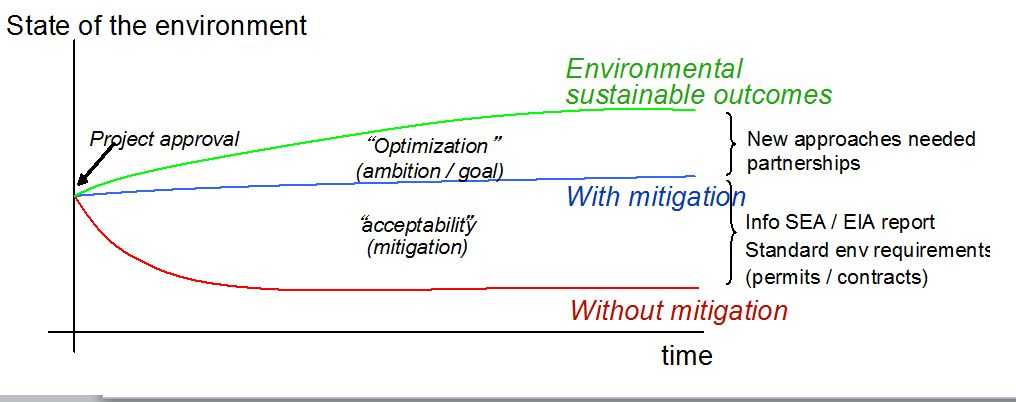 State of the environment
Environmental
sustainable outcomes
Project approval
“Optimization”
(ambition / goal)
New approaches needed
partnerships
With mitigation
“acceptability”
(mitigation)
Info SEA / EIA report
Standard env requirements
(permits / contracts)
Without mitigation
time